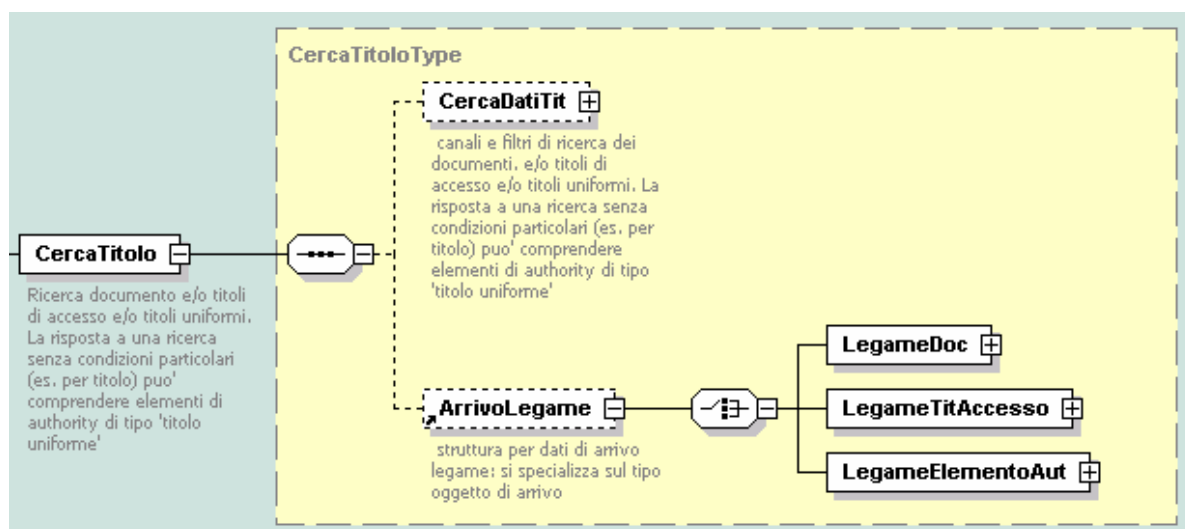 CercaTitoloType
CercaDatiTit
canali e filtri di ricerca dei
documenti. e/o titoli di
accesso e/o titoli uniformi. La
risposta a una ricerca senza
condizioni particolari (es. per
titolo) puo' comprendere
elementi di authority di tipo
'titolo uniforme'
CercaTitolo
Ricerca documento e/o titoli
di accesso e/o titoli uniformi.
La risposta a una ricerca
senza condizioni particolari
(es. per titolo) puo'
comprendere elementi di
authority di tipo 'titolo
uniforme'
ArrivoLegame
struttura per dati di arrivo
legame: si specializza sul tipo
oggetto di arrivo
LegameDoc
LegameTitAccesso
LegameElementoAut